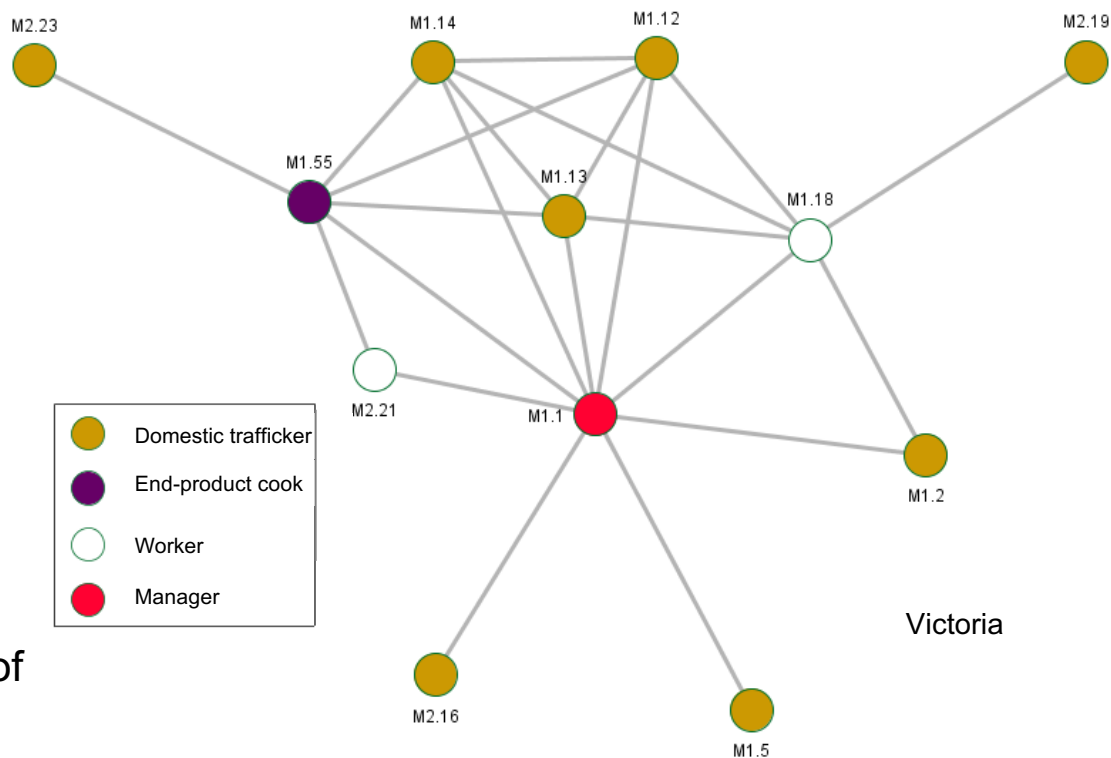 M2.23
M1.14
M1.12
M2.19
M1.55
M1.13
M1.18
M2.21
M1.1
M1.2
Domestic trafficker
End-product cook
Worker
Manager
Victoria
of
M2.16
M1.5